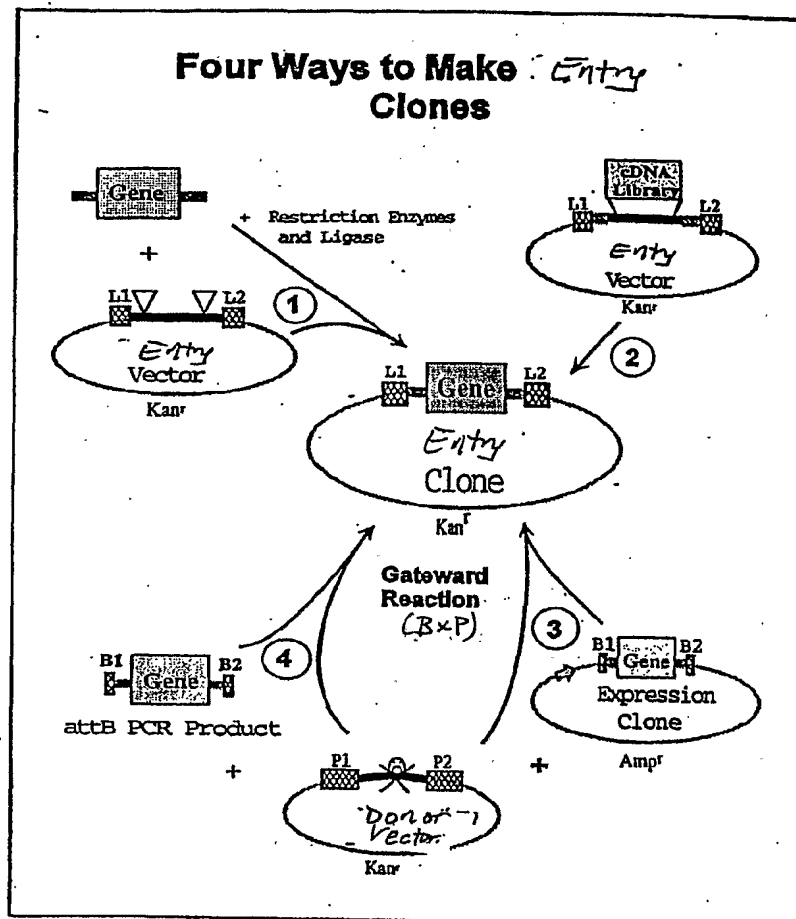 Four Ways to Make : Entry
Clones
Gene
+ Restriction Enzymes
and Ligase
+
L1
L2
Entry
Vector
Kanr
1
cDNA
Library
L1
L2
Entry
Vector
Kanr
2
L1
Gene
L2
Entry
Clone
Kanr
Gateward
Reaction
(B×P)
4
3
B1
Gene
B2
attB PCR Product
+
P1
P2
Donor
Vector
Kanr
+
B1
Gene
B2
Expression
Clone
Ampr